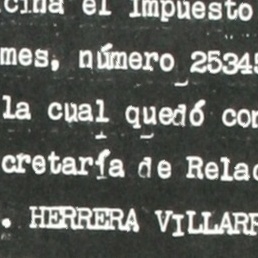 cina el Impuesto
mes, número 25345
la cual quedó con
cretaría de Relac
. HERRERA VILLARR